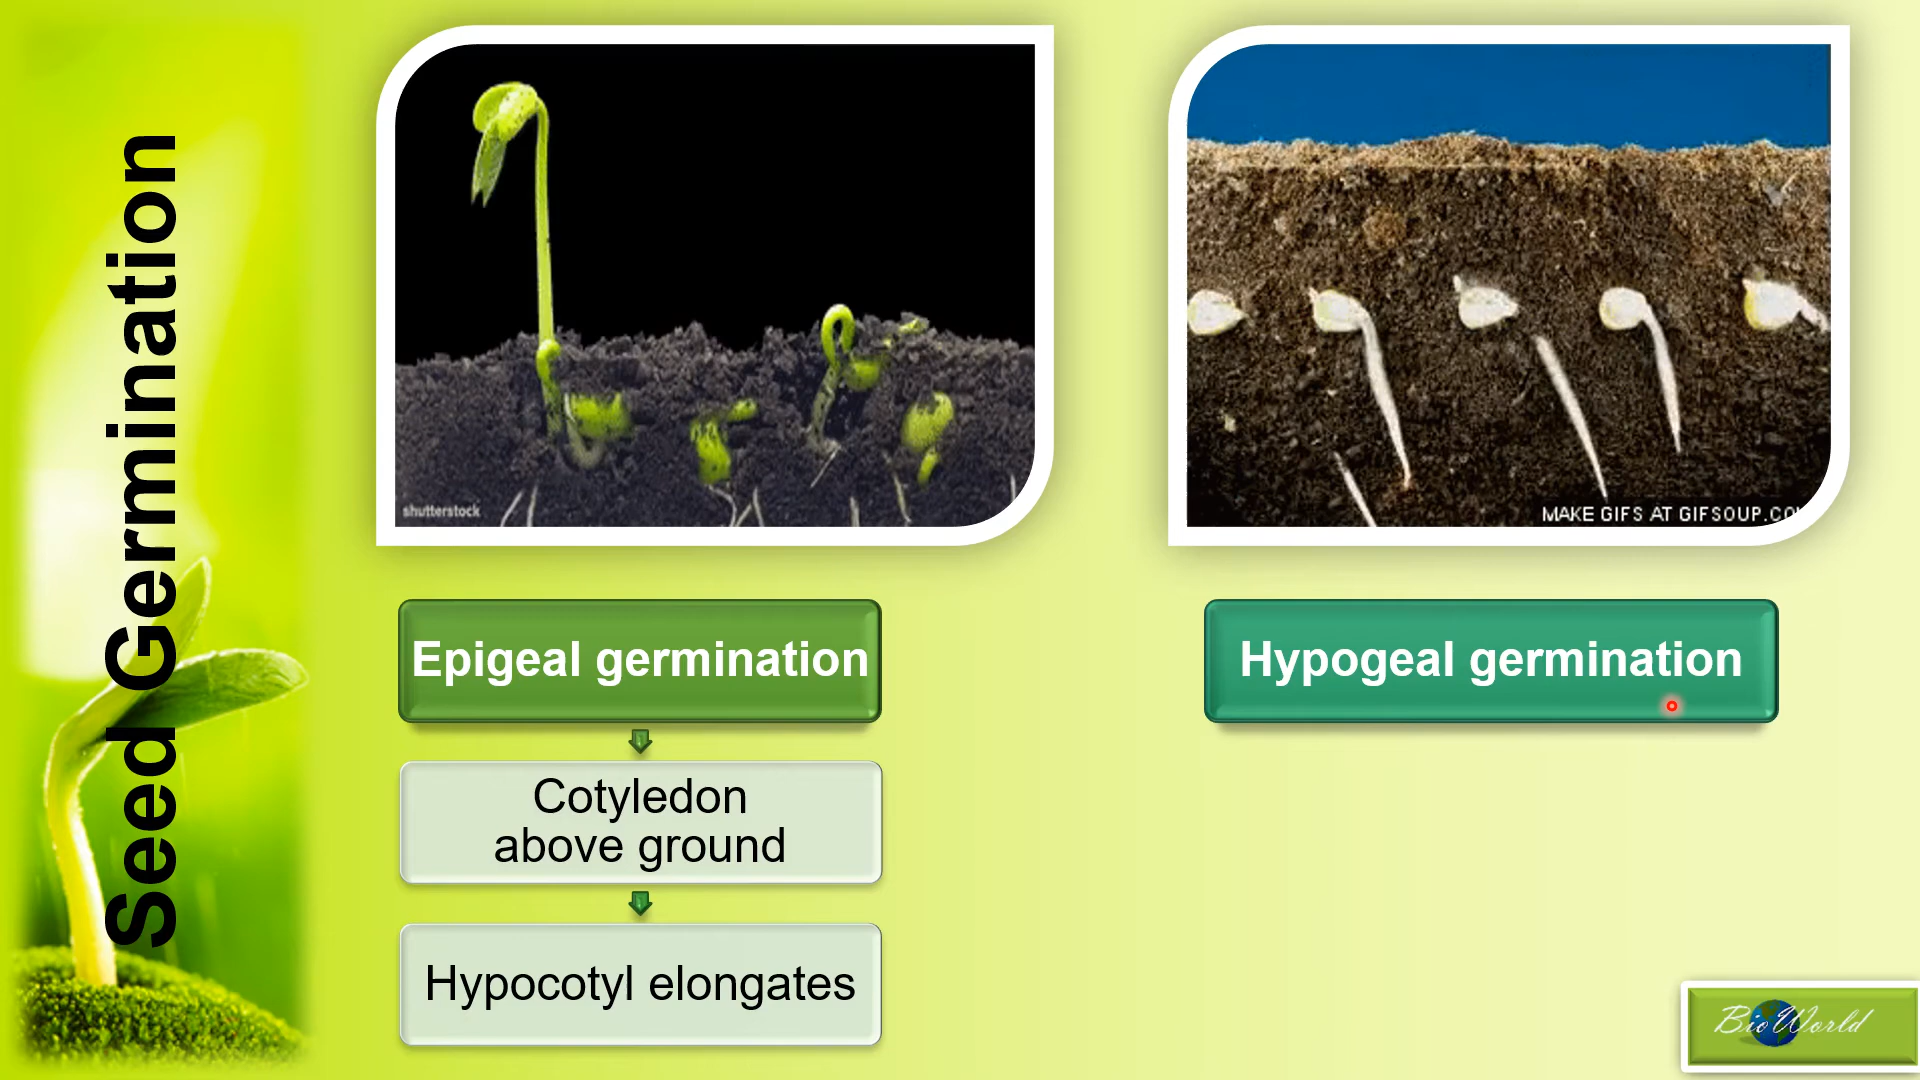 Seed Germination
shutterstock
MAKE GIFS AT GIFSOUP.CO
Epigeal germination
Hypogeal germination
Cotyledon
above ground
Hypocotyl elongates
BioWorld